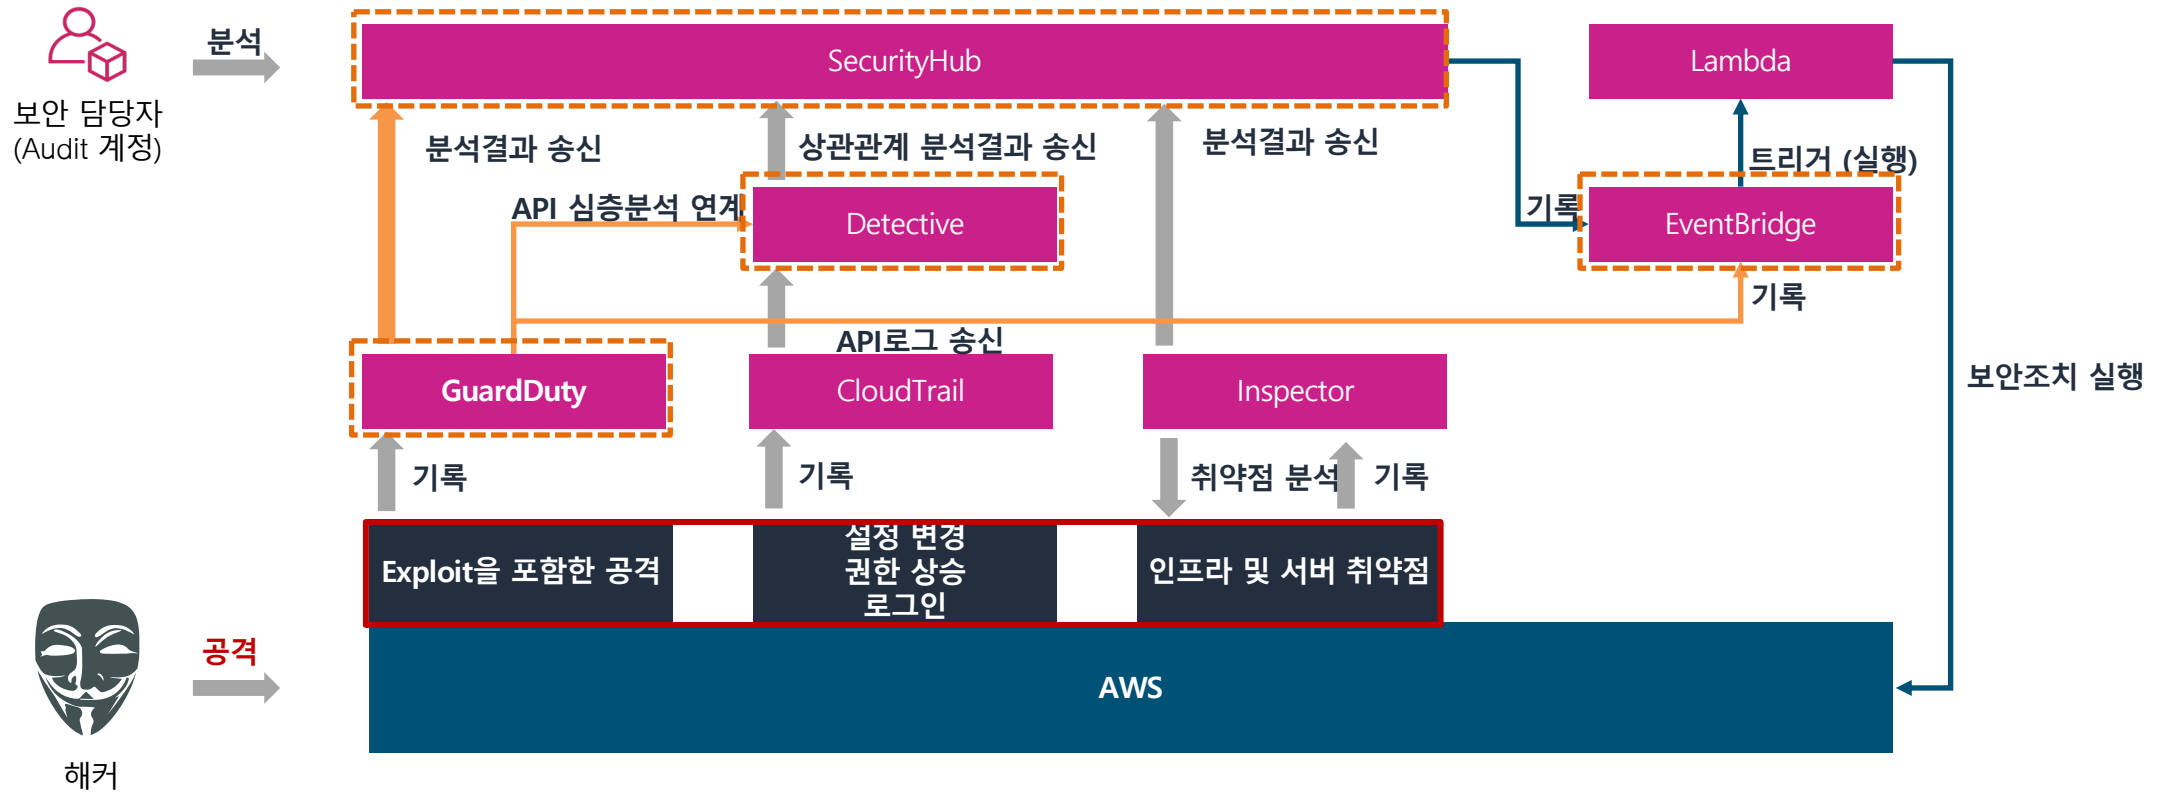 분석
SecurityHub
Lambda
보안 담당자
(Audit 계정)
분석결과 송신
상관관계 분석결과 송신
분석결과 송신
트리거 (실행)
API 심층분석 연계
Detective
기록
EventBridge
기록
API로그 송신
GuardDuty
CloudTrail
Inspector
보안조치 실행
기록
기록
취약점 분석
기록
Exploit을 포함한 공격
설정 변경
권한 상승
로그인
인프라 및 서버 취약점
공격
AWS
해커